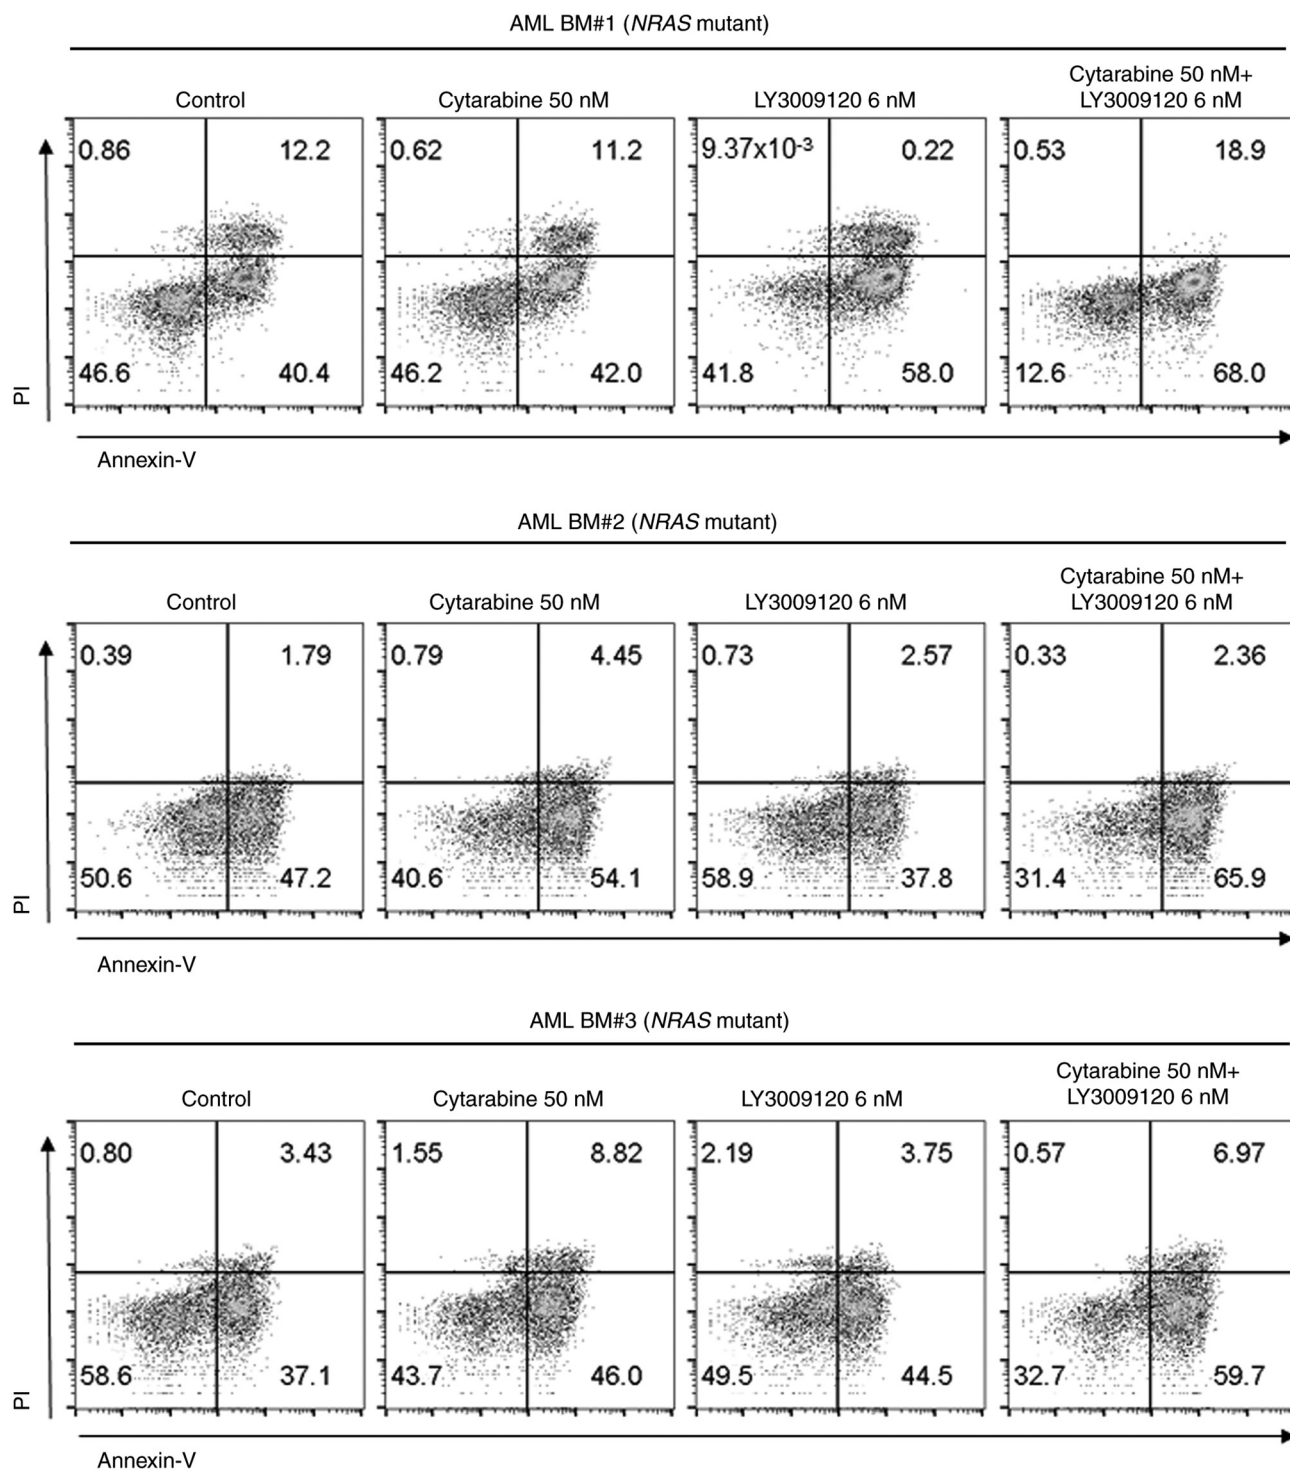 AML BM#1 (NRAS mutant)
Control
Cytarabine 50 nM
LY3009120 6 nM
Cytarabine 50 nM+
LY3009120 6 nM
0.86 12.2
0.62 11.2
9.37x10-3 0.22
0.53 18.9
46.6 40.4
46.2 42.0
41.8 58.0
12.6 68.0
PI
Annexin-V
AML BM#2 (NRAS mutant)
Control
Cytarabine 50 nM
LY3009120 6 nM
Cytarabine 50 nM+
LY3009120 6 nM
0.39 1.79
0.79 4.45
0.73 2.57
0.33 2.36
50.6 47.2
40.6 54.1
58.9 37.8
31.4 65.9
PI
Annexin-V
AML BM#3 (NRAS mutant)
Control
Cytarabine 50 nM
LY3009120 6 nM
Cytarabine 50 nM+
LY3009120 6 nM
0.80 3.43
1.55 8.82
2.19 3.75
0.57 6.97
58.6 37.1
43.7 46.0
49.5 44.5
32.7 59.7
PI
Annexin-V